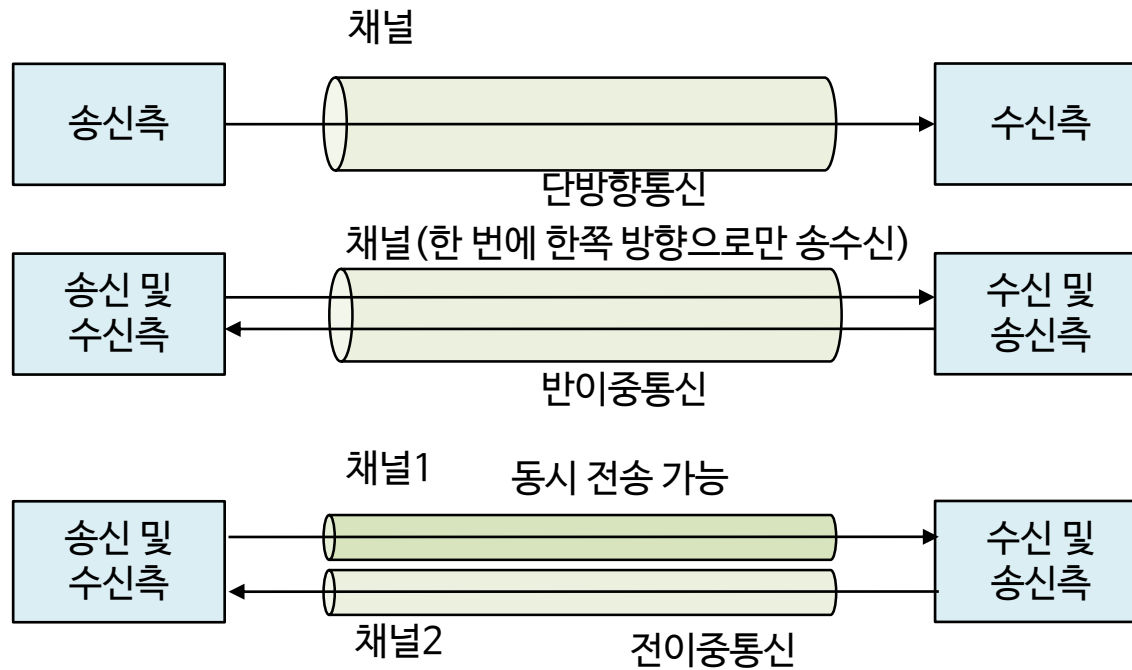 채널
송신측
수신측
단방향통신
채널(한 번에 한쪽 방향으로만 송수신)
송신 및
수신측
수신 및
송신측
반이중통신
채널1
동시 전송 가능
송신 및
수신측
수신 및
송신측
채널2
전이중통신